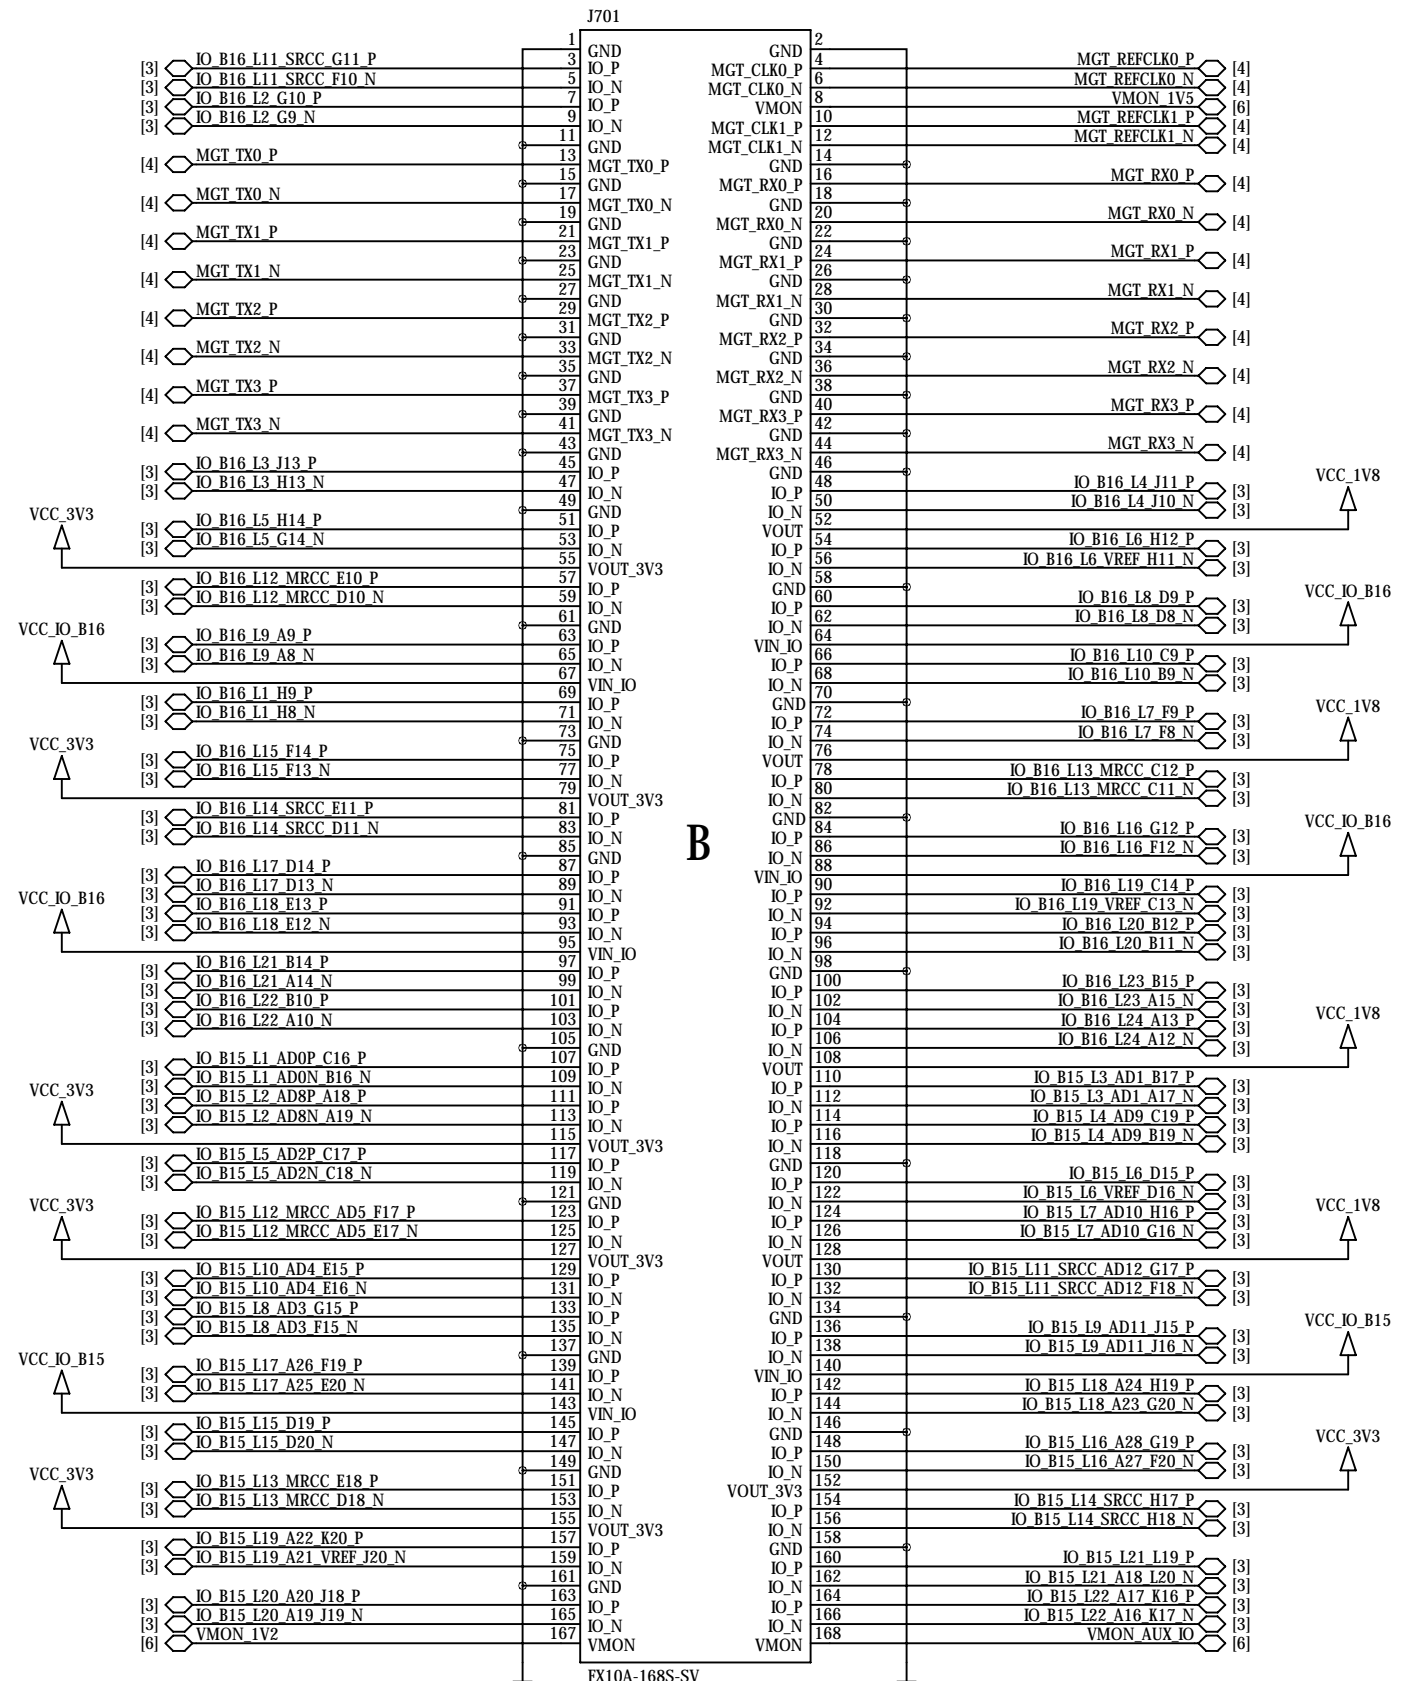 J701
1 GND
[3] IO_B16_L11_SRCC_G11_P 3 IO_P
[3] IO_B16_L11_SRCC_F10_N 5 IO_N
[3] IO_B16_L2_G10_P 7 IO_P
[3] IO_B16_L2_G9_N 9 IO_N
11 GND
[4] MGT_TX0_P 13 MGT_TX0_P
15 GND
[4] MGT_TX0_N 17 MGT_TX0_N
19 GND
[4] MGT_TX1_P 21 MGT_TX1_P
23 GND
[4] MGT_TX1_N 25 MGT_TX1_N
27 GND
[4] MGT_TX2_P 29 MGT_TX2_P
31 GND
[4] MGT_TX2_N 33 MGT_TX2_N
35 GND
[4] MGT_TX3_P 37 MGT_TX3_P
39 GND
[4] MGT_TX3_N 41 MGT_TX3_N
43 GND
[3] IO_B16_L3_J13_P 45 IO_P
[3] IO_B16_L3_H13_N 47 IO_N
49 GND
[3] IO_B16_L5_H14_P 51 IO_P
[3] IO_B16_L5_G14_N 53 IO_N
VCC_3V3 55 VOUT_3V3
[3] IO_B16_L12_MRCC_E10_P 57 IO_P
[3] IO_B16_L12_MRCC_D10_N 59 IO_N
61 GND
[3] IO_B16_L9_A9_P 63 IO_P
[3] IO_B16_L9_A8_N 65 IO_N
VCC_IO_B16 67 VIN_IO
[3] IO_B16_L1_H9_P 69 IO_P
[3] IO_B16_L1_H8_N 71 IO_N
73 GND
[3] IO_B16_L15_F14_P 75 IO_P
[3] IO_B16_L15_F13_N 77 IO_N
VCC_3V3 79 VOUT_3V3
[3] IO_B16_L14_SRCC_E11_P 81 IO_P
[3] IO_B16_L14_SRCC_D11_N 83 IO_N
85 GND
[3] IO_B16_L17_D14_P 87 IO_P
[3] IO_B16_L17_D13_N 89 IO_N
[3] IO_B16_L18_E13_P 91 IO_P
[3] IO_B16_L18_E12_N 93 IO_N
VCC_IO_B16 95 VIN_IO
[3] IO_B16_L21_B14_P 97 IO_P
[3] IO_B16_L21_A14_N 99 IO_N
[3] IO_B16_L22_B10_P 101 IO_P
[3] IO_B16_L22_A10_N 103 IO_N
105 GND
[3] IO_B15_L1_AD0P_C16_P 107 IO_P
[3] IO_B15_L1_AD0N_B16_N 109 IO_N
[3] IO_B15_L2_AD8P_A18_P 111 IO_P
[3] IO_B15_L2_AD8N_A19_N 113 IO_N
VCC_3V3 115 VOUT_3V3
[3] IO_B15_L5_AD2P_C17_P 117 IO_P
[3] IO_B15_L5_AD2N_C18_N 119 IO_N
121 GND
[3] IO_B15_L12_MRCC_AD5_F17_P 123 IO_P
[3] IO_B15_L12_MRCC_AD5_E17_N 125 IO_N
VCC_3V3 127 VOUT_3V3
[3] IO_B15_L10_AD4_E15_P 129 IO_P
[3] IO_B15_L10_AD4_E16_N 131 IO_N
[3] IO_B15_L8_AD3_G15_P 133 IO_P
[3] IO_B15_L8_AD3_F15_N 135 IO_N
137 GND
[3] IO_B15_L17_A26_F19_P 139 IO_P
[3] IO_B15_L17_A25_E20_N 141 IO_N
VCC_IO_B15 143 VIN_IO
[3] IO_B15_L15_D19_P 145 IO_P
[3] IO_B15_L15_D20_N 147 IO_N
149 GND
[3] IO_B15_L13_MRCC_E18_P 151 IO_P
[3] IO_B15_L13_MRCC_D18_N 153 IO_N
VCC_3V3 155 VOUT_3V3
[3] IO_B15_L19_A22_K20_P 157 IO_P
[3] IO_B15_L19_A21_VREF_J20_N 159 IO_N
161 GND
[3] IO_B15_L20_A20_J18_P 163 IO_P
[3] IO_B15_L20_A19_J19_N 165 IO_N
[6] VMON_1V2 167 VMON
B
GND 2
MGT_CLK0_P 4 MGT_REFCLK0_P [4]
MGT_CLK0_N 6 MGT_REFCLK0_N [4]
VMON 8 VMON_1V5 [6]
MGT_CLK1_P 10 MGT_REFCLK1_P [4]
MGT_CLK1_N 12 MGT_REFCLK1_N [4]
GND 14
MGT_RX0_P 16 MGT_RX0_P [4]
GND 18
MGT_RX0_N 20 MGT_RX0_N [4]
GND 22
MGT_RX1_P 24 MGT_RX1_P [4]
GND 26
MGT_RX1_N 28 MGT_RX1_N [4]
GND 30
MGT_RX2_P 32 MGT_RX2_P [4]
GND 34
MGT_RX2_N 36 MGT_RX2_N [4]
GND 38
MGT_RX3_P 40 MGT_RX3_P [4]
GND 42
MGT_RX3_N 44 MGT_RX3_N [4]
GND 46
IO_P 48 IO_B16_L4_J11_P [3]
IO_N 50 IO_B16_L4_J10_N [3]
VOUT 52 VCC_1V8
IO_P 54 IO_B16_L6_H12_P [3]
IO_N 56 IO_B16_L6_VREF_H11_N [3]
GND 58
IO_P 60 IO_B16_L8_D9_P [3]
IO_N 62 IO_B16_L8_D8_N [3]
VIN_IO 64 VCC_IO_B16
IO_P 66 IO_B16_L10_C9_P [3]
IO_N 68 IO_B16_L10_B9_N [3]
GND 70
IO_P 72 IO_B16_L7_F9_P [3]
IO_N 74 IO_B16_L7_F8_N [3]
VOUT 76 VCC_1V8
IO_P 78 IO_B16_L13_MRCC_C12_P [3]
IO_N 80 IO_B16_L13_MRCC_C11_N [3]
GND 82
IO_P 84 IO_B16_L16_G12_P [3]
IO_N 86 IO_B16_L16_F12_N [3]
VIN_IO 88 VCC_IO_B16
IO_P 90 IO_B16_L19_C14_P [3]
IO_N 92 IO_B16_L19_VREF_C13_N [3]
IO_P 94 IO_B16_L20_B12_P [3]
IO_N 96 IO_B16_L20_B11_N [3]
GND 98
IO_P 100 IO_B16_L23_B15_P [3]
IO_N 102 IO_B16_L23_A15_N [3]
IO_P 104 IO_B16_L24_A13_P [3]
IO_N 106 IO_B16_L24_A12_N [3]
VOUT 108 VCC_1V8
IO_P 110 IO_B15_L3_AD1_B17_P [3]
IO_N 112 IO_B15_L3_AD1_A17_N [3]
IO_P 114 IO_B15_L4_AD9_C19_P [3]
IO_N 116 IO_B15_L4_AD9_B19_N [3]
GND 118
IO_P 120 IO_B15_L6_D15_P [3]
IO_N 122 IO_B15_L6_VREF_D16_N [3]
IO_P 124 IO_B15_L7_AD10_H16_P [3]
IO_N 126 IO_B15_L7_AD10_G16_N [3]
VOUT 128 VCC_1V8
IO_P 130 IO_B15_L11_SRCC_AD12_G17_P [3]
IO_N 132 IO_B15_L11_SRCC_AD12_F18_N [3]
GND 134
IO_P 136 IO_B15_L9_AD11_J15_P [3]
IO_N 138 IO_B15_L9_AD11_J16_N [3]
VIN_IO 140 VCC_IO_B15
IO_P 142 IO_B15_L18_A24_H19_P [3]
IO_N 144 IO_B15_L18_A23_G20_N [3]
GND 146
IO_P 148 IO_B15_L16_A28_G19_P [3]
IO_N 150 IO_B15_L16_A27_F20_N [3]
VOUT_3V3 152 VCC_3V3
IO_P 154 IO_B15_L14_SRCC_H17_P [3]
IO_N 156 IO_B15_L14_SRCC_H18_N [3]
GND 158
IO_P 160 IO_B15_L21_L19_P [3]
IO_N 162 IO_B15_L21_A18_L20_N [3]
IO_P 164 IO_B15_L22_A17_K16_P [3]
IO_N 166 IO_B15_L22_A16_K17_N [3]
VMON 168 VMON_AUX_IO [6]
FX10A-168S-SV